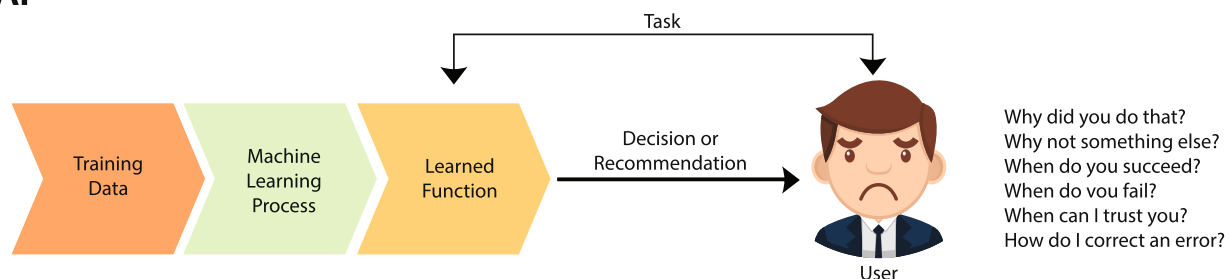 Task
Training
Data
Machine
Learning
Process
Learned
Function
Decision or
Recommendation
User
Why did you do that?
Why not something else?
When do you succeed?
When do vou fail?
When can I trust you?
How do I correct an error?